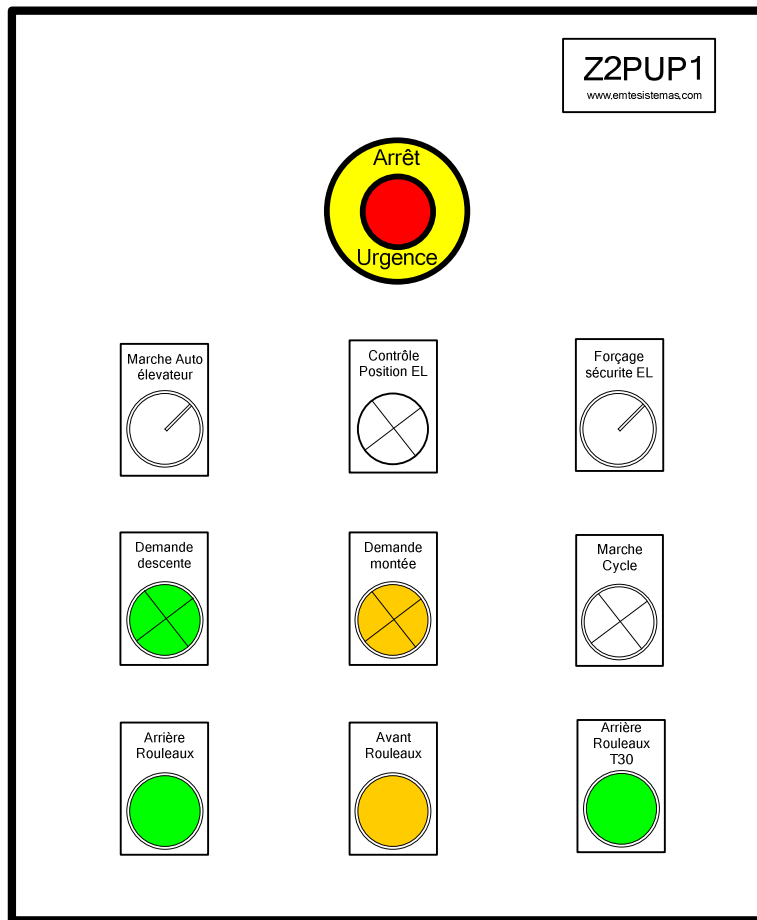 Z2PUP1
www.emtesistemas.com
Arrêt
Urgence
Marche Auto
élevateur
Contrôle
Position EL
Forçage
sécurite EL
Demande
descente
Demande
montée
Marche
Cycle
Arrière
Rouleaux
Avant
Rouleaux
Arrière
Rouleaux
T30